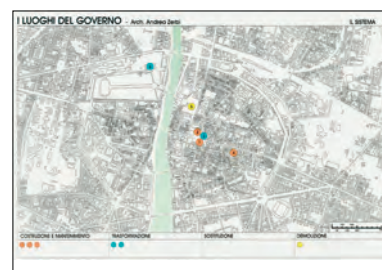 I LUOGHI DEL GOVERNO - Arch. Andrea Zerbi IL SISTEMA
COSTRUZIONE E MANTENIMENTO TRASFORMAZIONE SOSTITUZIONE DEMOLIZIONE